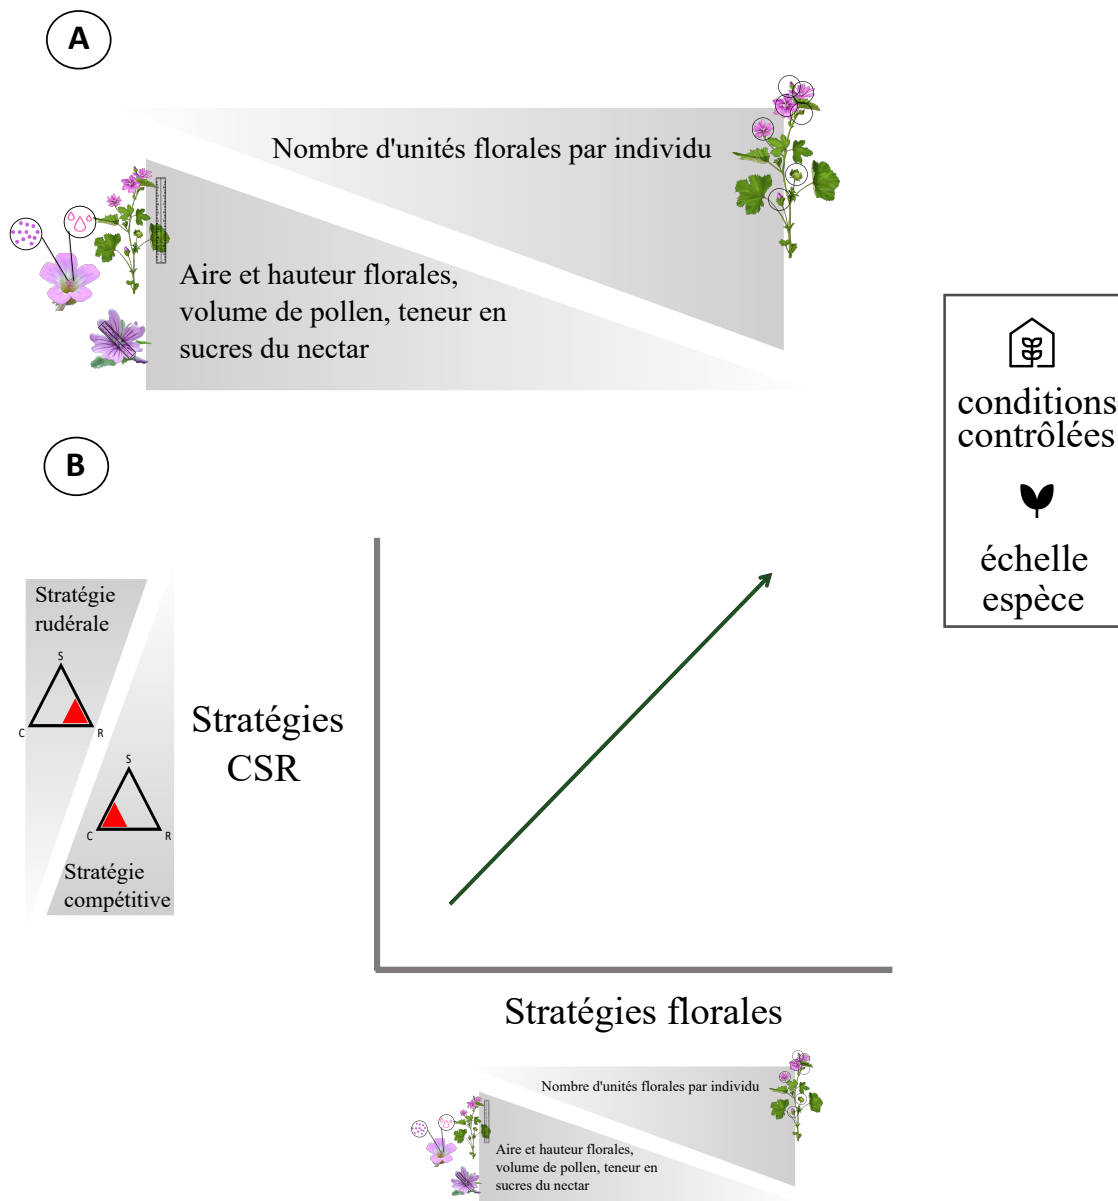 A
Nombre d'unités florales par individu
Aire et hauteur florales,
volume de pollen, teneur en
sucres du nectar
conditions
contrôlées
échelle
espèce
B
Stratégie
rudérale
S
C
R
S
C
R
Stratégie
compétitive
Stratégies
CSR
Stratégies florales
Nombre d'unités florales par individu
Aire et hauteur florales,
volume de pollen, teneur en
sucres du nectar